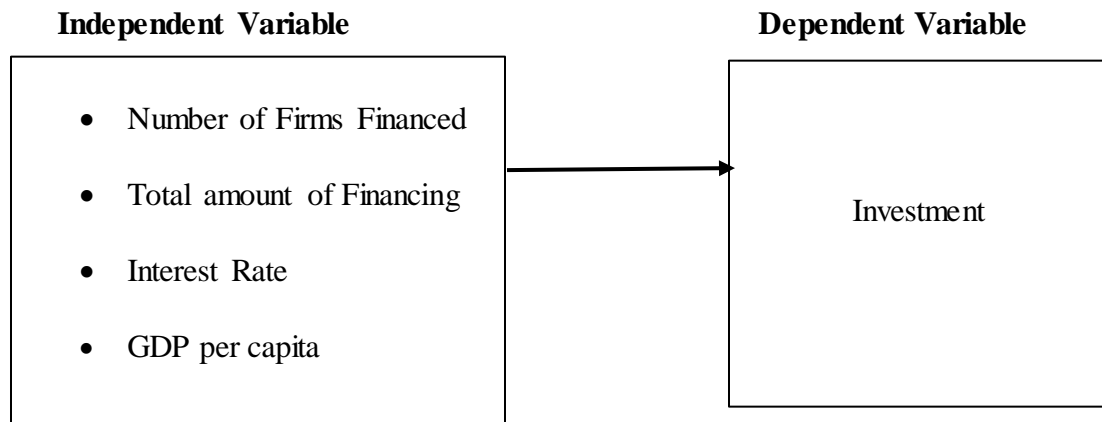 Independent Variable
Dependent Variable
• Number of Firms Financed
• Total amount of Financing
• Interest Rate
• GDP per capita
Investment